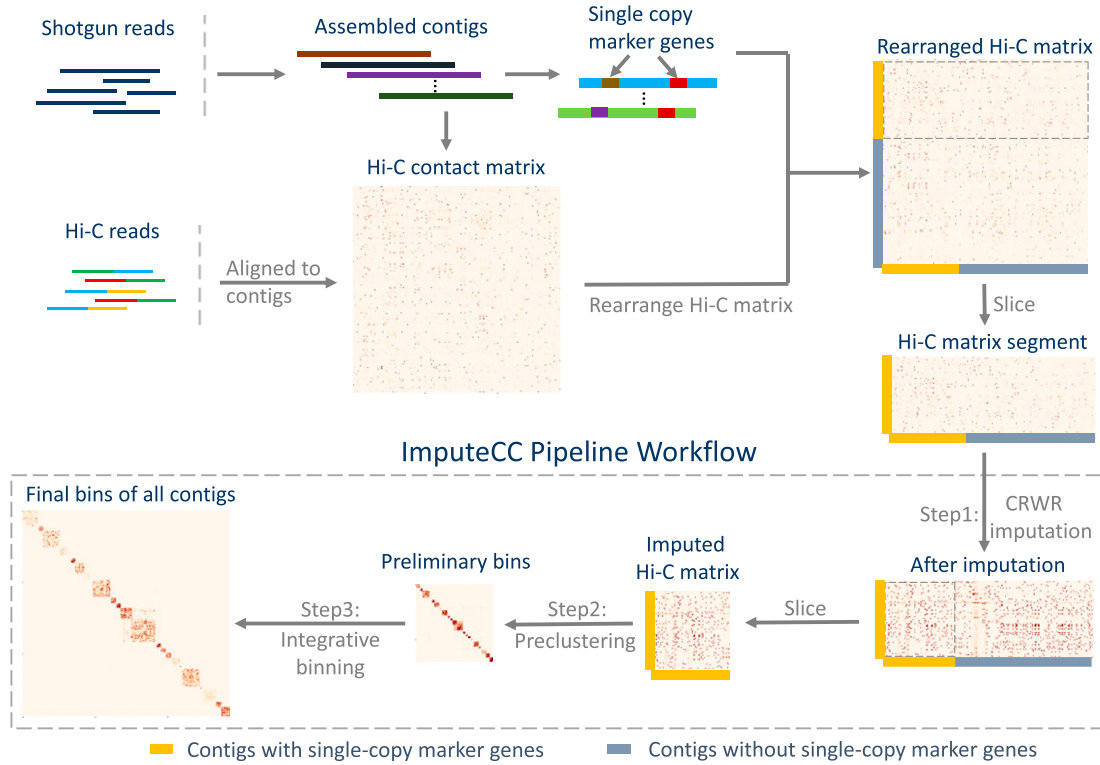 Shotgun reads
Assembled contigs
Single copy
marker genes
Rearranged Hi-C matrix
Hi-C contact matrix
Hi-C reads
Aligned to
contigs
Rearrange Hi-C matrix
Slice
Hi-C matrix segment
ImputeCC Pipeline Workflow
Step1:
CRWR
imputation
After imputation
Slice
Imputed
Hi-C matrix
Step2:
Preclustering
Preliminary bins
Step3:
Integrative
binning
Final bins of all contigs
Contigs with single-copy marker genes
Contigs without single-copy marker genes